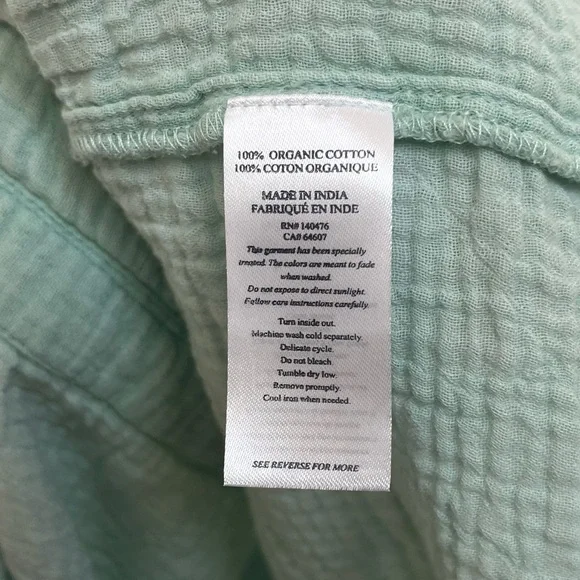 100% ORGANIC COTTON
100% COTON ORGANIQUE
MADE IN INDIA
FABRIQUÉ EN INDE
RN# 140476
CA# 64607
This garment has been specially
treated. The colors are meant to fade
when washed.
Do not expose to direct sunlight.
Follow care instructions carefully.
Turn inside out.
Machine wash cold separately.
Delicate cycle.
Do not bleach.
Tumble dry low.
Remove promptly.
Cool iron when needed.
SEE REVERSE FOR MORE